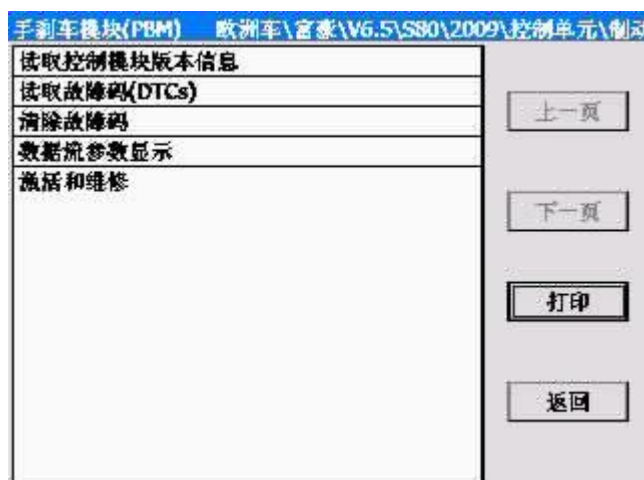 手刹车模块(PBM) 欧洲车\富豪\V6.5\S80\2009\控制单元\制动
读取控制模块版本信息
读取故障码(DTCs)
清除故障码
数据流参数显示
激活和维修
上一页
下一页
打印
返回